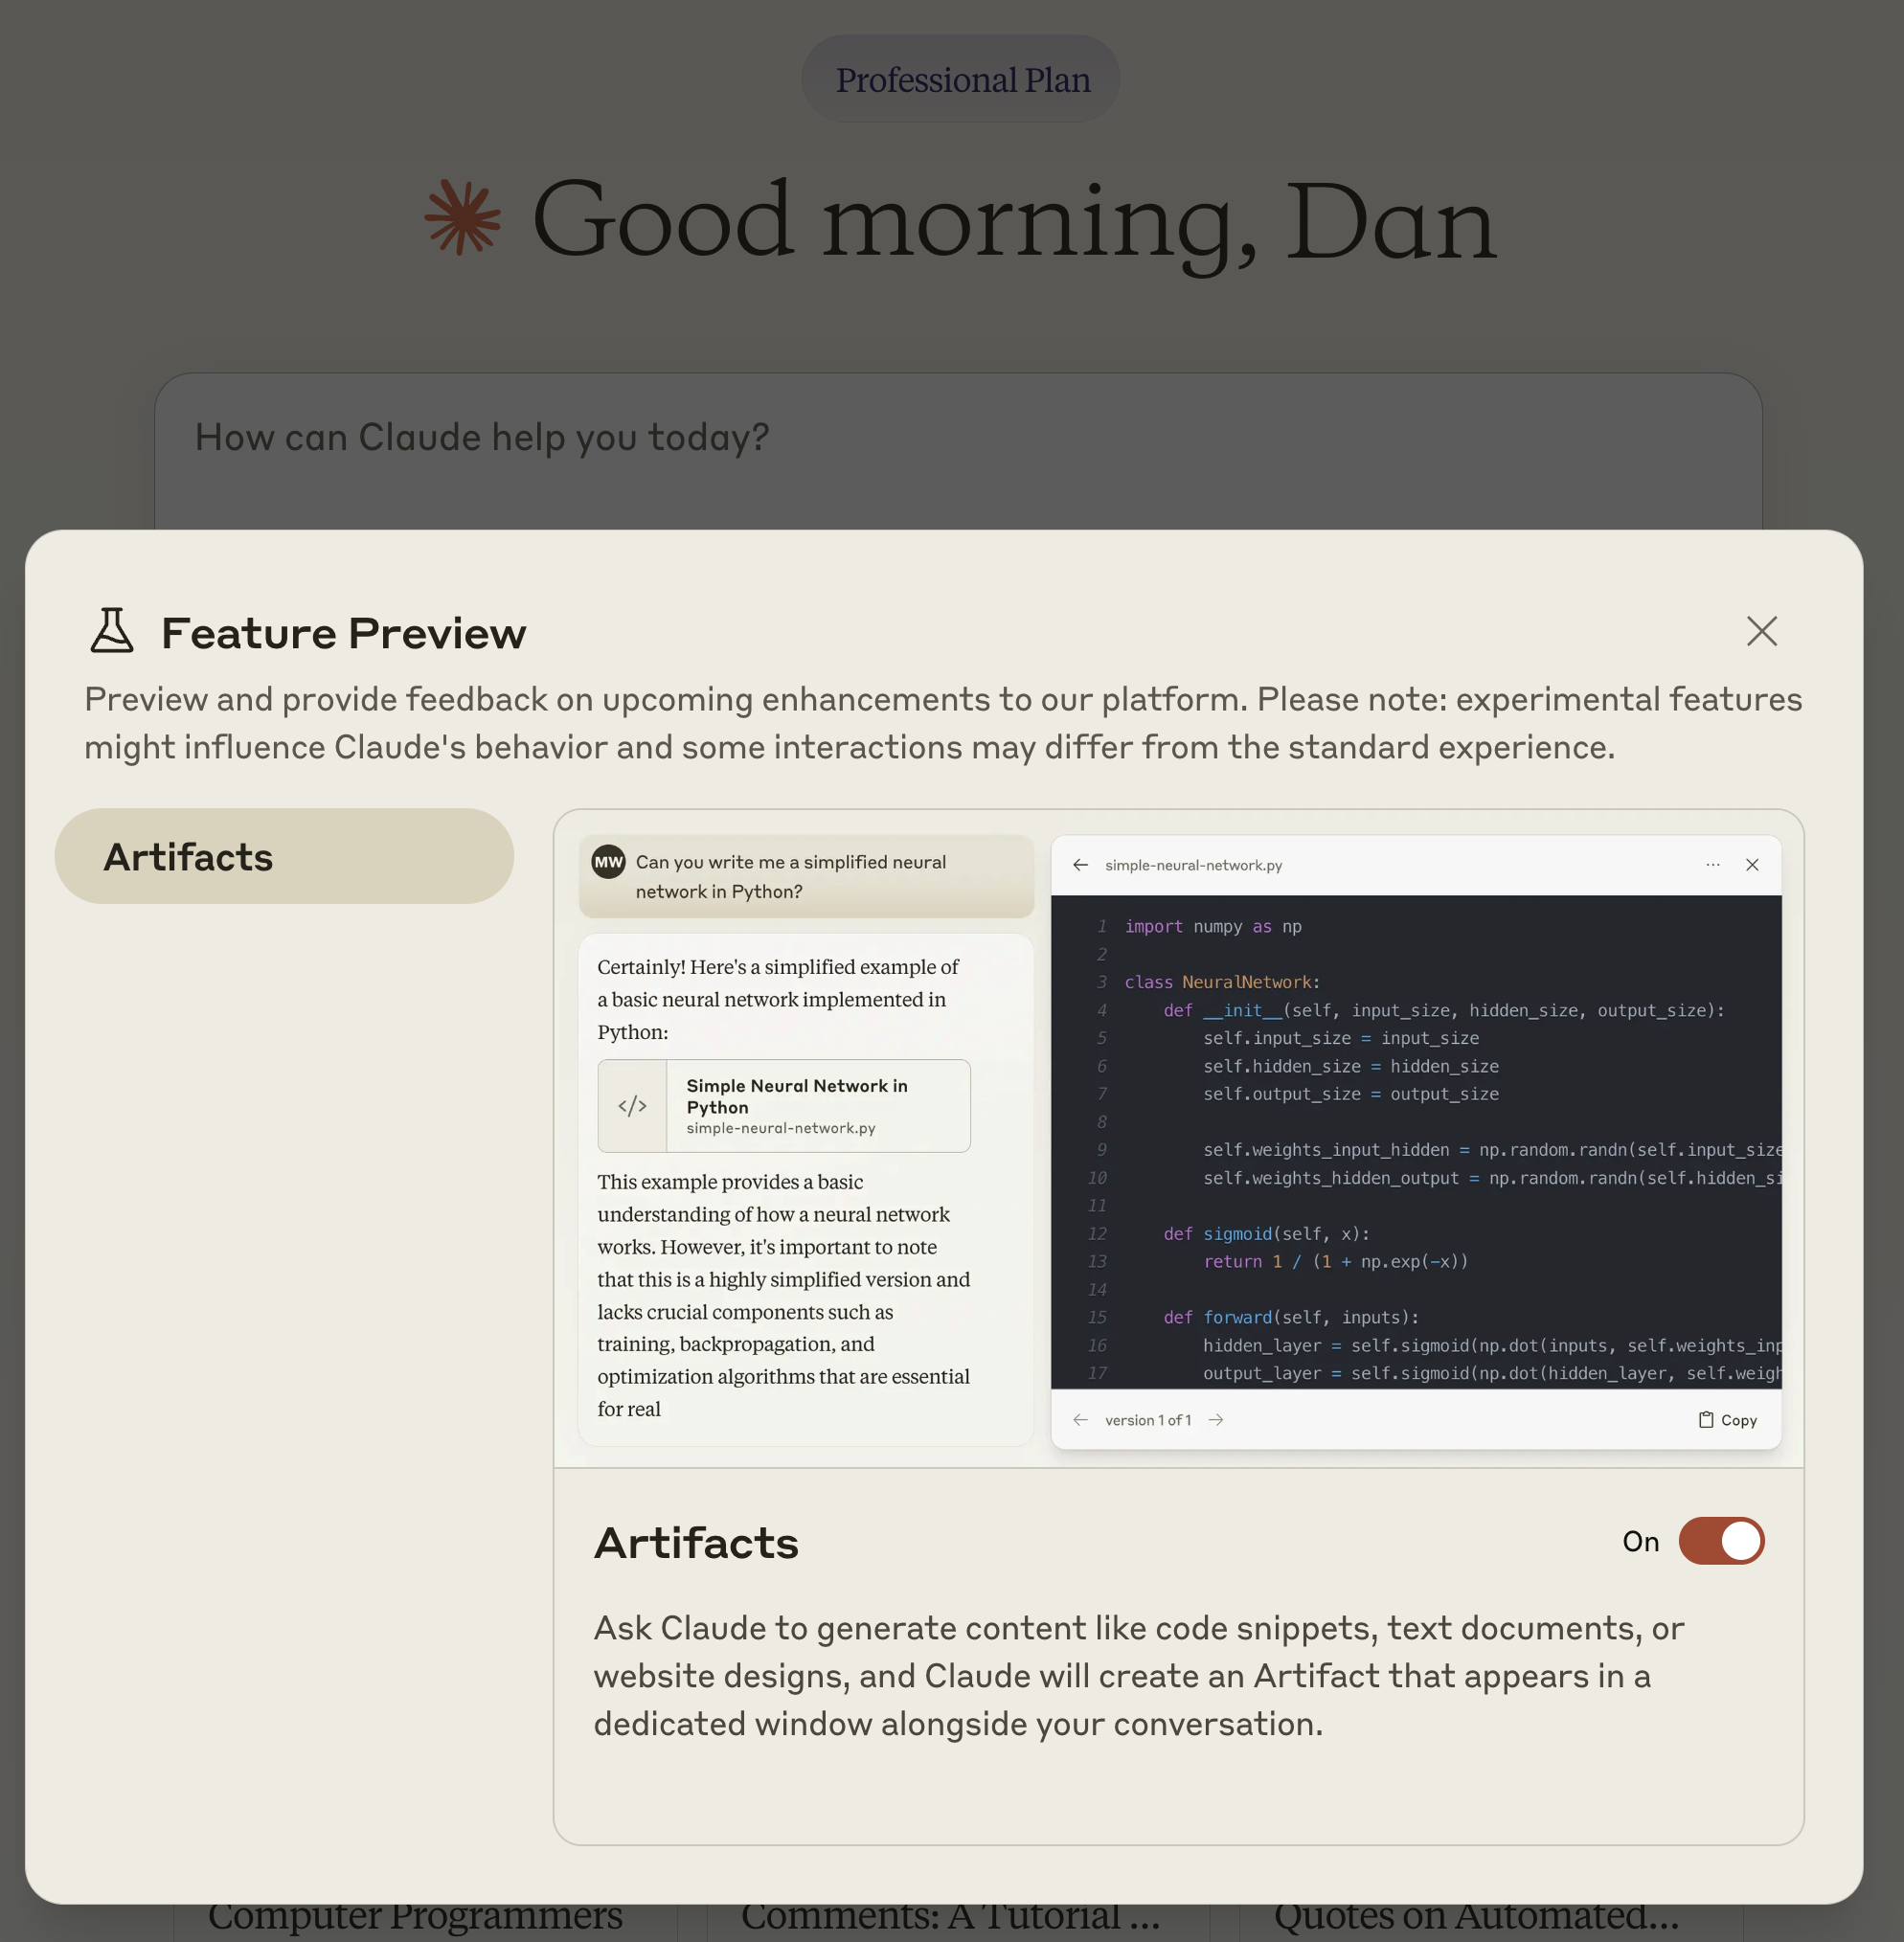 Professional Plan
Good morning, Dan
How can Claude help you today?
Feature Preview
Preview and provide feedback on upcoming enhancements to our platform. Please note: experimental features
might influence Claude's behavior and some interactions may differ from the standard experience.
Artifacts
MW
Can you write me a simplified neural
network in Python?
Certainly! Here's a simplified example of
a basic neural network implemented in
Python:
</>
Simple Neural Network in
Python
simple-neural-network.py
This example provides a basic
understanding of how a neural network
works. However, it's important to note
that this is a highly simplified version and
lacks crucial components such as
training, backpropagation, and
optimization algorithms that are essential
for real
simple-neural-network.py
1 import numpy as np
2
3 class NeuralNetwork:
4     def __init__(self, input_size, hidden_size, output_size):
5         self.input_size = input_size
6         self.hidden_size = hidden_size
7         self.output_size = output_size
8
9         self.weights_input_hidden = np.random.randn(self.input_size
10         self.weights_hidden_output = np.random.randn(self.hidden_si
11
12     def sigmoid(self, x):
13         return 1 / (1 + np.exp(-x))
14
15     def forward(self, inputs):
16         hidden_layer = self.sigmoid(np.dot(inputs, self.weights_inp
17         output_layer = self.sigmoid(np.dot(hidden_layer, self.weigh
version 1 of 1
Copy
Artifacts
On
Ask Claude to generate content like code snippets, text documents, or
website designs, and Claude will create an Artifact that appears in a
dedicated window alongside your conversation.
Computer Programmers
Comments: A Tutorial ...
Quotes on Automated...